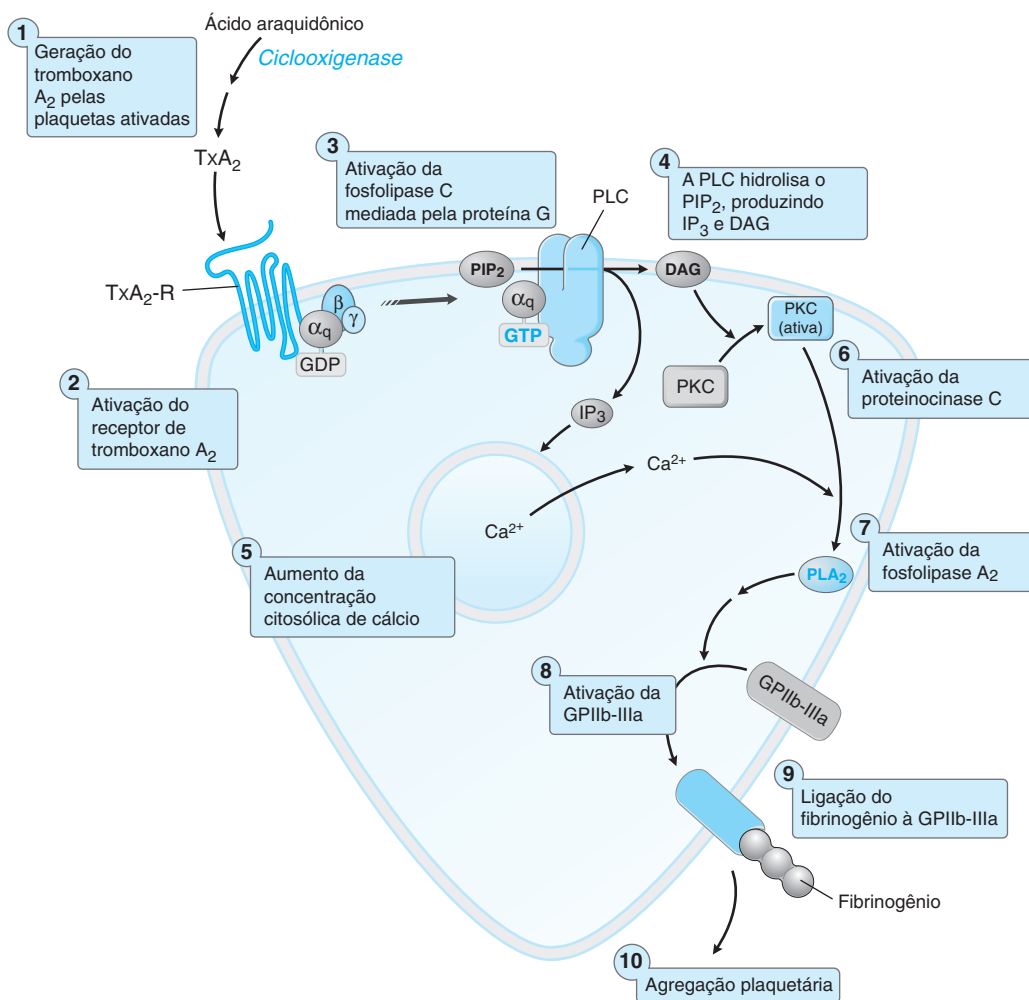 1
Geração do
tromboxano
A2 pelas
plaquetas ativadas
Ácido araquidônico
Ciclooxigenase
TXA2
TXA2-R
β
γ
αq
GDP
2
Ativação do
receptor de
tromboxano A2
3
Ativação da
fosfolipase C
mediada pela proteína G
PLC
PIP2
αq
GTP
4
A PLC hidrolisa o
PIP2, produzindo
IP3 e DAG
DAG
PKC
PKC
(ativa)
IP3
Ca2+
Ca2+
5
Aumento da
concentração
citosólica de cálcio
6
Ativação da
proteinocinase C
7
Ativação da
fosfolipase A2
PLA2
8
Ativação da
GPIIb-IIIa
GPIIb-IIIa
9
Ligação do
fibrinogênio à GPIIb-IIIa
Fibrinogênio
10
Agregação plaquetária